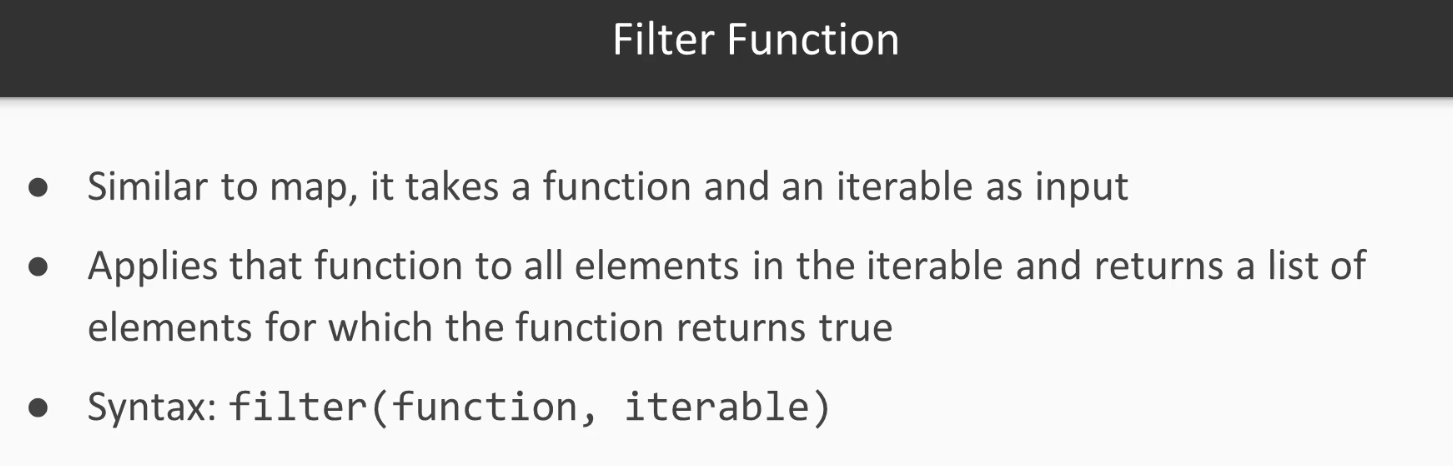 Filter Function
● Similar to map, it takes a function and an iterable as input
● Applies that function to all elements in the iterable and returns a list of
elements for which the function returns true
● Syntax: filter(function, iterable)